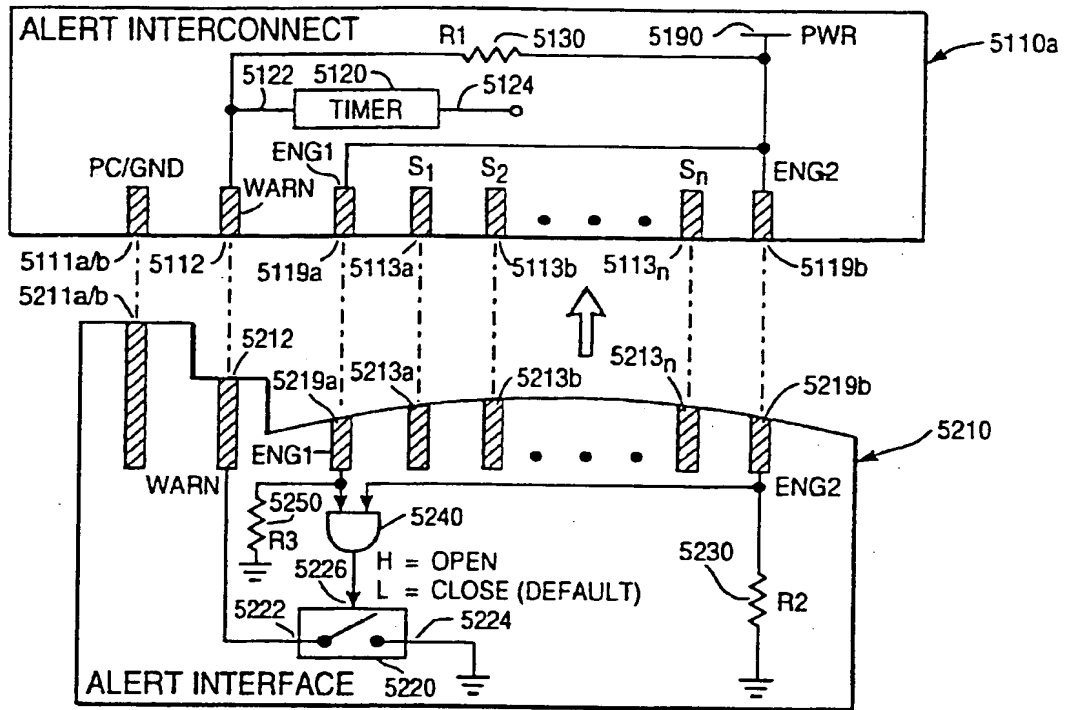 ALERT INTERCONNECT
R1
5130
5190
PWR
5110a
5122
5120
5124
TIMER
PC/GND
WARN
ENG1
S1
S2
Sn
ENG2
5111a/b
5112
5119a
5113a
5113b
5113n
5119b
5211a/b
5212
5219a
5213a
5213b
5213n
5219b
5210
WARN
ENG1
ENG2
5250
R3
5240
H = OPEN
L = CLOSE (DEFAULT)
5226
5222
5224
5230
R2
5220
ALERT INTERFACE